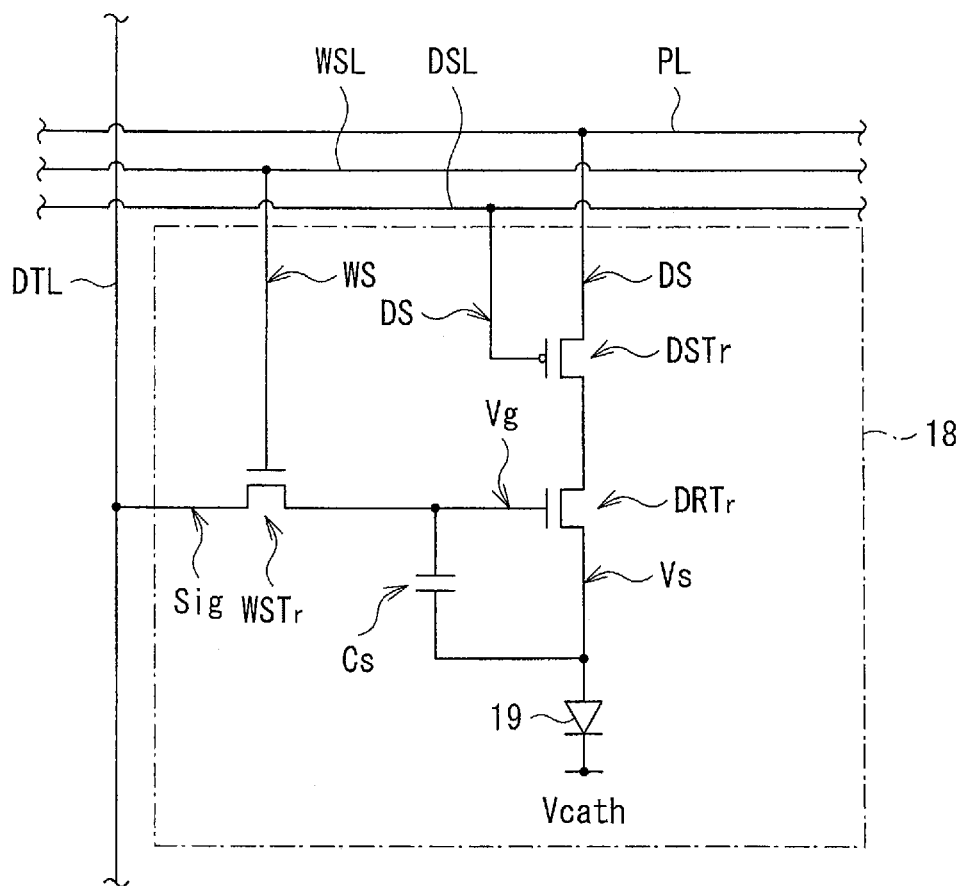 WSL
DSL
PL
DTL
WS
DS
DS
DSTr
Vg
18
DRTr
Sig
WSTr
Cs
Vs
19
Vcath